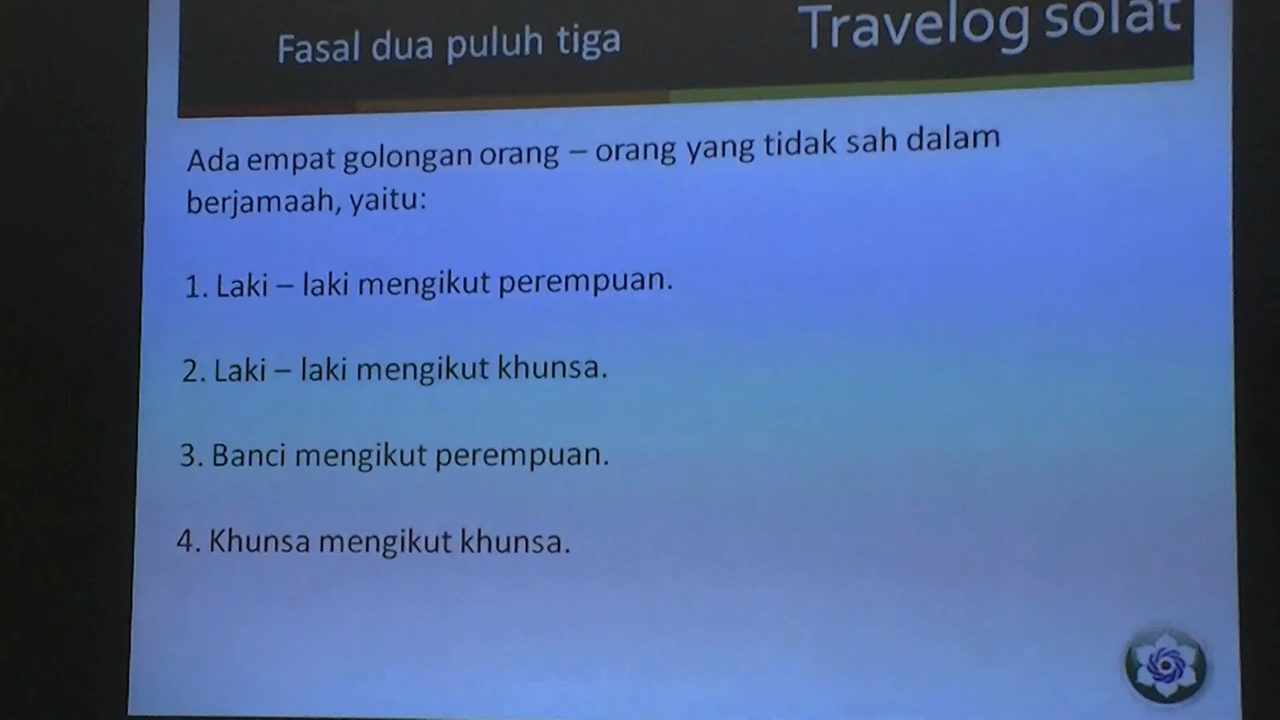 Fasal dua puluh tiga
Travelog solat
Ada empat golongan orang – orang yang tidak sah dalam
berjamaah, yaitu:
1. Laki – laki mengikut perempuan.
2. Laki – laki mengikut khunsa.
3. Banci mengikut perempuan.
4. Khunsa mengikut khunsa.